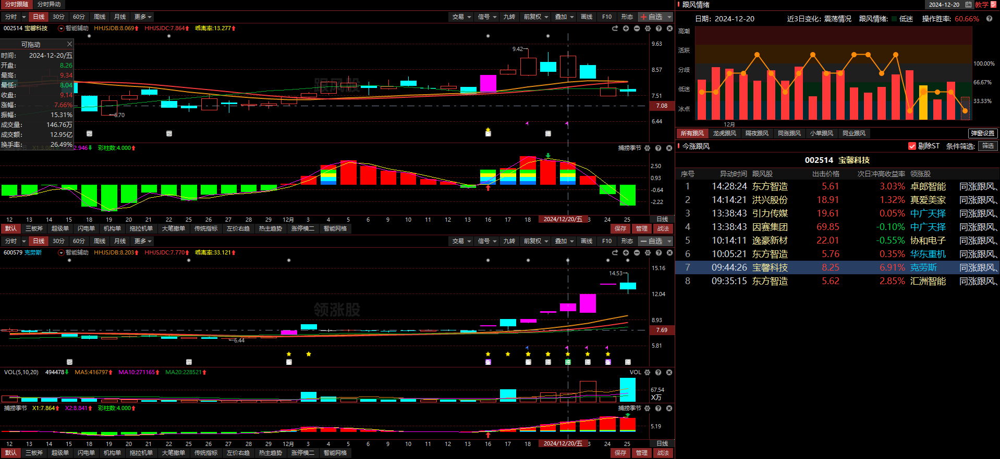 分时跟随 分时异动
分时 日线 30分 60分 周线 月线 更多 交易 信号 九转 前复权 叠加 画线 F10 形态 自选
002514 宝馨科技 智能辅助 HHJSJDB:8.069 HHJSJDC:7.864 乖离率:13.277
可拖动
时间: 2024-12-20/五
开盘: 8.26
最高: 9.34
最低: 8.04
收盘: 9.14
涨幅: 7.66%
振幅: 15.31%
成交量: 146.76万
成交额: 12.95亿
换手率: 26.49%
跟风股
9.42
6.70
9.63
8.57
7.51
7.08
6.44
2.946 彩柱数:4.000 捕捞季节
2.50
0.93
-0.64
-2.22
12 13 14 15 18 19 20 21 22 25 26 27 28 29 12月 3 4 5 6 9 10 11 12 13 16 17 18 2024/12/20/五 3 24 25 日线
默认 三板斧 超级单 闪电单 机构单 拖拉机单 大笔撤单 传统指标 左价右趋 热主趋势 涨停横二 智能网格 保存 管理 战法
分时 日线 30分 60分 周线 月线 更多 交易 信号 九转 前复权 叠加 画线 F10 形态 自选
600579 克劳斯 智能辅助 HHJSJDB:8.203 HHJSJDC:7.770 乖离率:33.121
领涨股
14.53
6.44
15.16
12.04
8.93
7.69
5.81
VOL(5,10,20) 494478 MA5:416797 MA10:271165 MA20:228521 VOL
67.54
X万
捕捞季节 X1:7.864 X2:8.841 彩柱数:4.000 捕捞季节
5.19
12 13 14 15 18 19 20 21 22 25 26 27 28 29 12月 3 4 5 6 9 10 11 12 13 16 17 18 2024/12/20/五 3 24 25 日线
默认 三板斧 超级单 闪电单 机构单 拖拉机单 大笔撤单 传统指标 左价右趋 热主趋势 涨停横二 智能网格 保存 管理 战法
跟风情绪 2024-12-20 教学
日期: 2024-12-20 近3日变化: 震荡情况 跟风情绪: 低迷 操作胜率: 60.66%
高潮
活跃
分歧
低迷
冰点
100.00%
66.67%
33.33%
12月
所有跟风 龙虎跟风 隔夜跟风 同涨跟风 小单跟风 同业跟风 弹窗设置
今涨跟风 剔除ST 条件筛选: 筛选
002514 宝馨科技
序号 异动时间 跟风股 出击价格 次日冲高收益率 领涨股
1 14:28:24 东方智造 5.61 3.03% 卓郎智能 同涨跟风、
2 14:14:21 洪兴股份 18.91 1.32% 真爱美家 同涨跟风、
3 13:38:43 引力传媒 19.61 0.05% 中广天择 同涨跟风、
4 13:38:43 因赛集团 69.85 -0.10% 中广天择 同涨跟风、
5 10:14:11 逸豪新材 22.01 -0.55% 协和电子 同涨跟风、
6 10:05:21 东方智造 5.76 0.35% 华东重机 同涨跟风、
7 09:44:26 宝馨科技 8.25 6.91% 克劳斯 同涨跟风、
8 09:35:15 东方智造 5.62 2.85% 汇洲智能 同涨跟风、